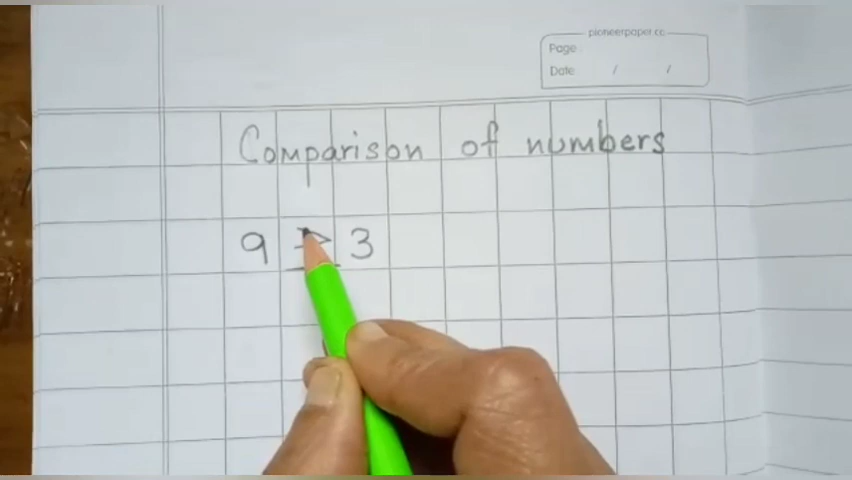 pioneerpaper.cc
Page
Date / /
Comparison of numbers
9 > 3